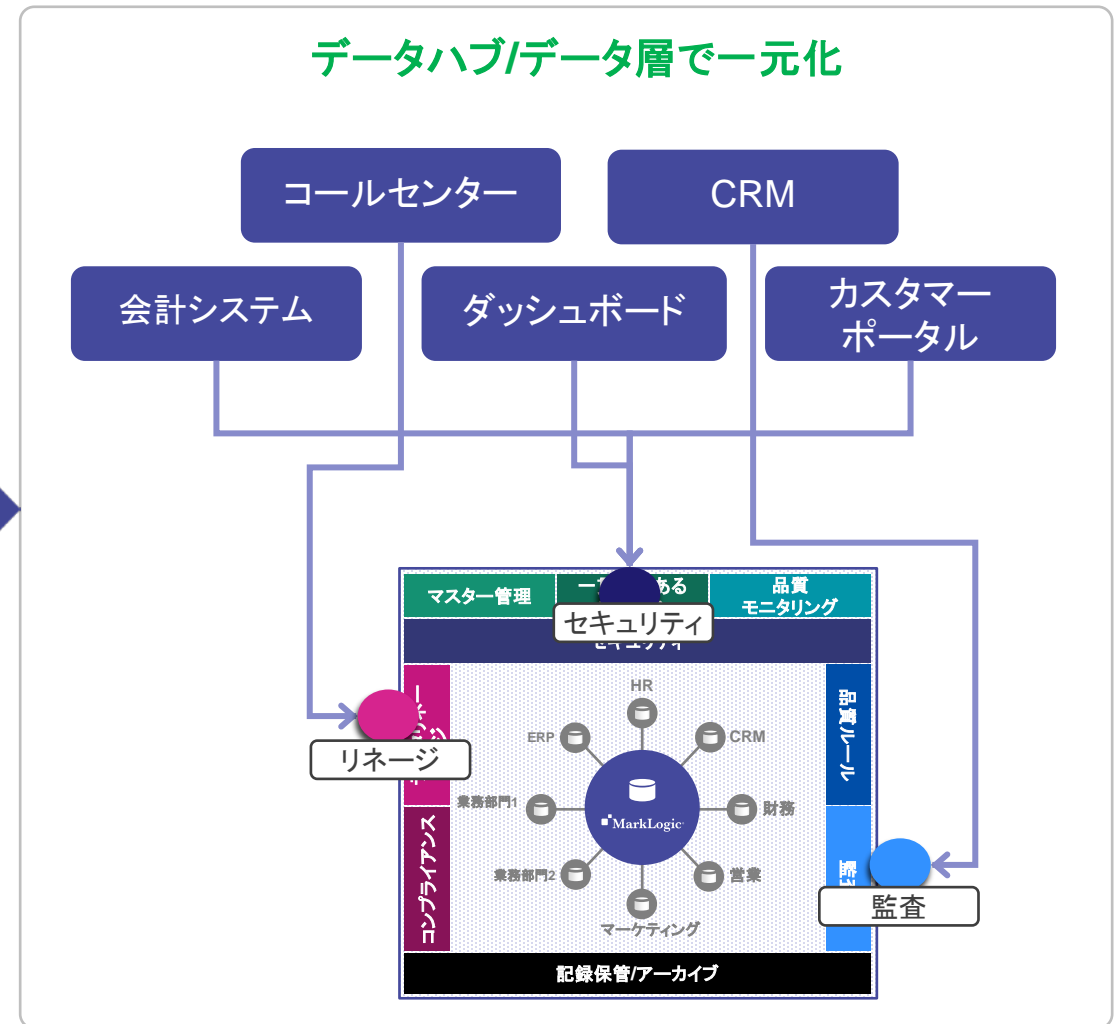 データハブ/データ層で一元化
コールセンター
CRM
会計システム
ダッシュボード
カスタマー
ポータル
マスター管理
ある
品質
モニタリング
セキュリティ
セキュリティ
リネージ
HR
ERP
CRM
業務部門1
財務
MarkLogic
業務部門2
営業
マーケティング
品質ルール
コンプライアンス
監査
記録保管/アーカイブ